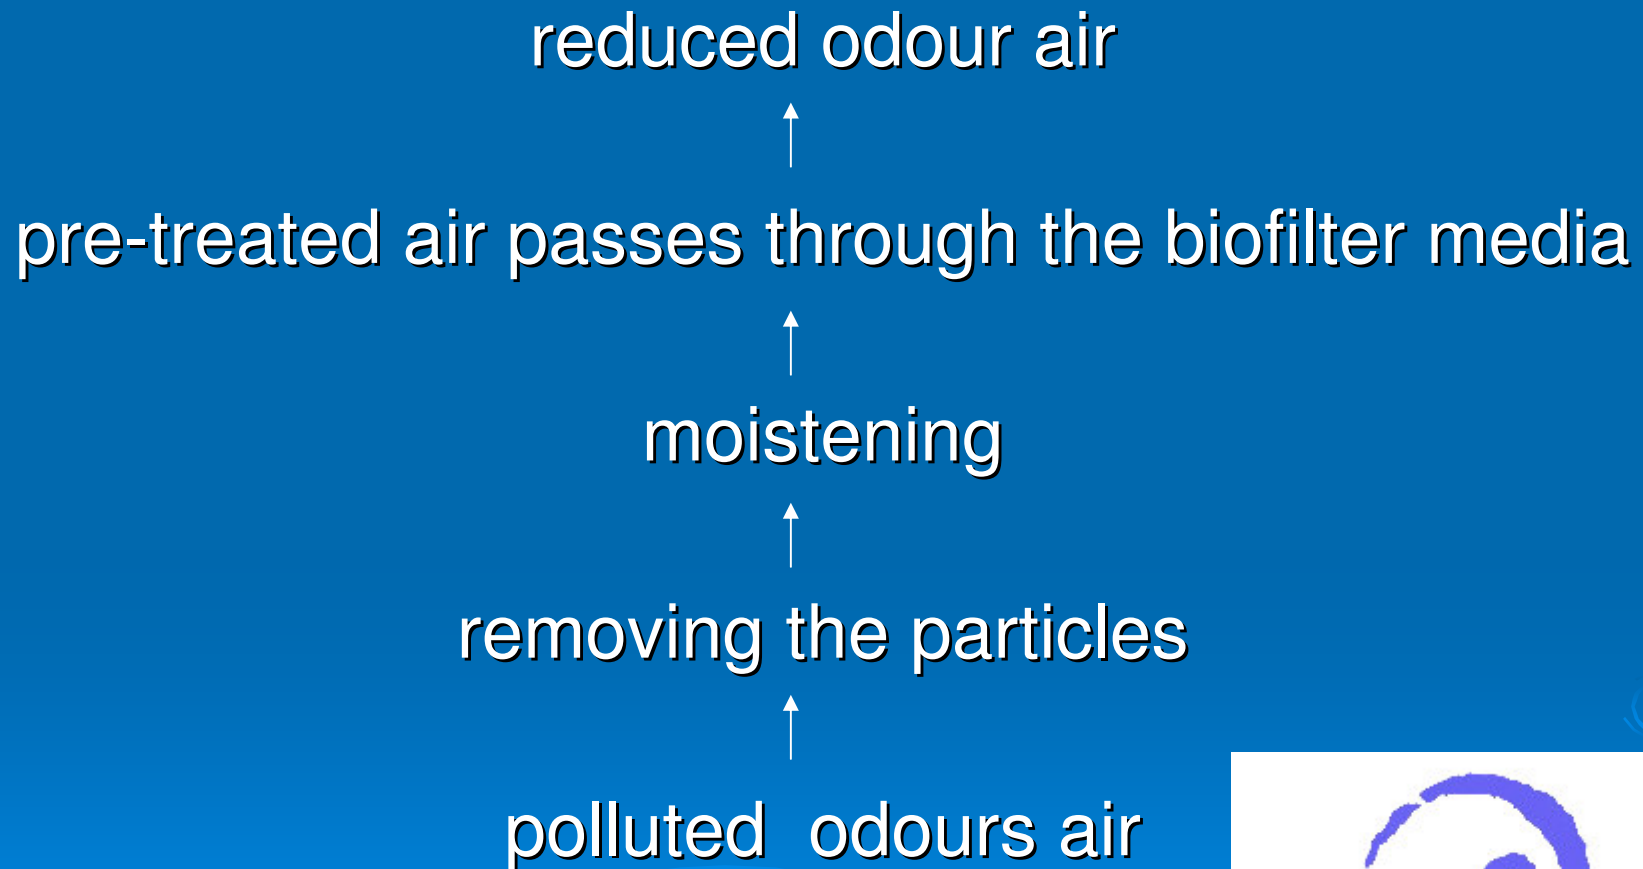 reduced odour air
pre-treated air passes through the biofilter media
moistening
removing the particles
polluted  odours air